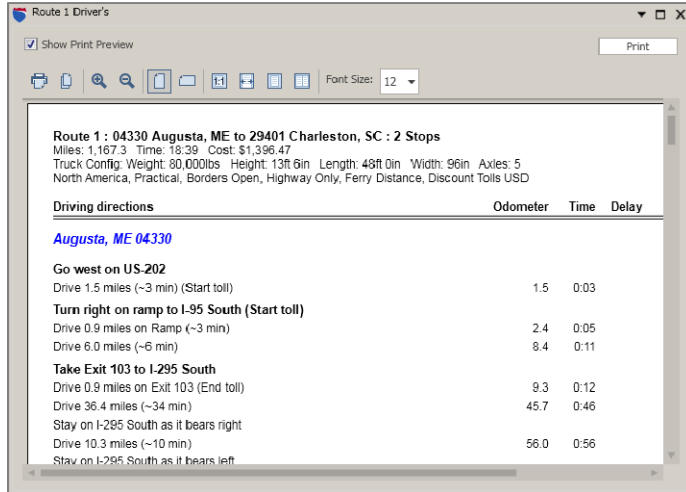 Route 1 Driver's
Show Print Preview
Print
1:1
Font Size: 12
Route 1 : 04330 Augusta, ME to 29401 Charleston, SC : 2 Stops
Miles: 1,167.3 Time: 18:39 Cost: $1,396.47
Truck Config: Weight: 80,000lbs Height: 13ft 6in Length: 48ft 0in Width: 96in Axles: 5
North America, Practical, Borders Open, Highway Only, Ferry Distance, Discount Tolls USD
Driving directions Odometer Time Delay
Augusta, ME 04330
Go west on US-202
Drive 1.5 miles (~3 min) (Start toll) 1.5 0:03
Turn right on ramp to I-95 South (Start toll)
Drive 0.9 miles on Ramp (~3 min) 2.4 0:05
Drive 6.0 miles (~6 min) 8.4 0:11
Take Exit 103 to I-295 South
Drive 0.9 miles on Exit 103 (End toll) 9.3 0:12
Drive 36.4 miles (~34 min) 45.7 0:46
Stay on I-295 South as it bears right
Drive 10.3 miles (~10 min) 56.0 0:56
Stay on I-295 South as it bears left